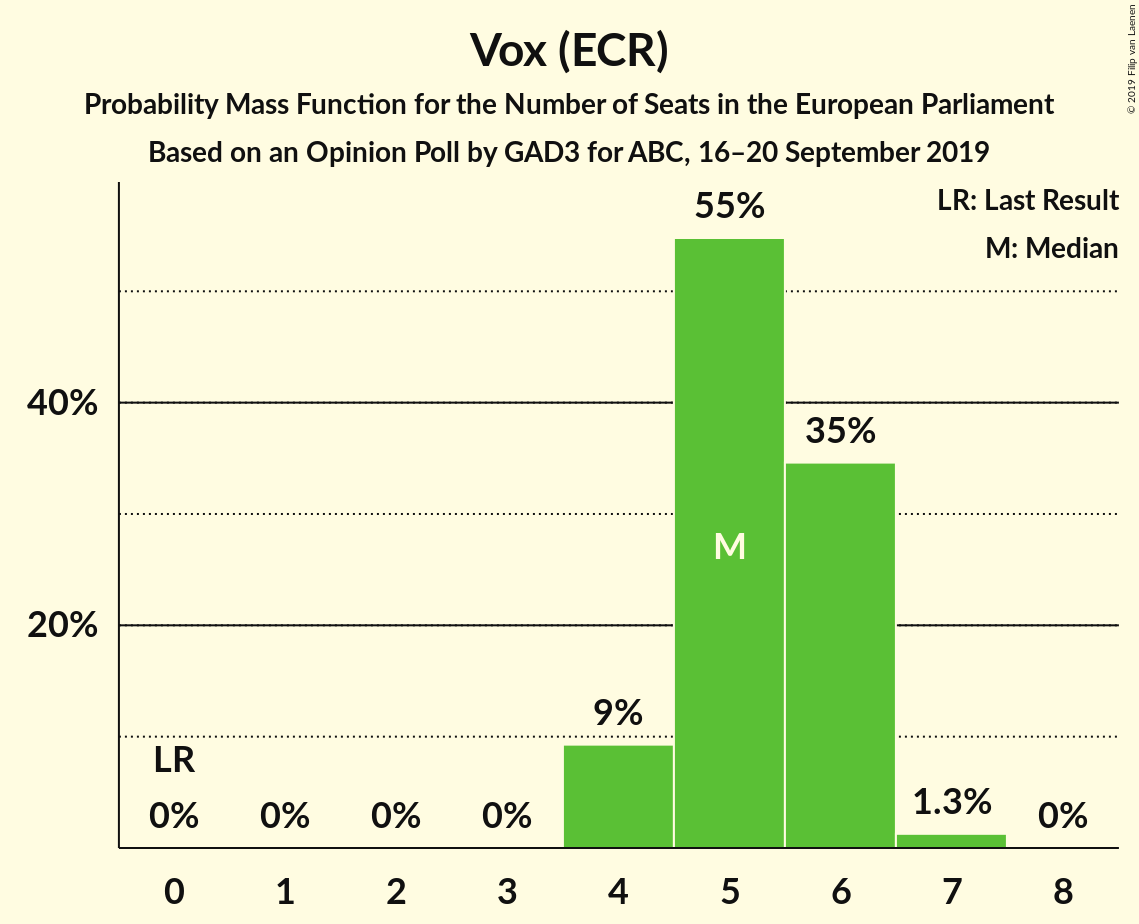 Vox (ECR)
Probability Mass Function for the Number of Seats in the European Parliament
Based on an Opinion Poll by GAD3 for ABC, 16–20 September 2019
© 2019 Filip van Laenen
LR: Last Result
M: Median
55%
40%
35%
M
20%
9%
LR
1.3%
0% 0% 0% 0% 0%
0 1 2 3 4 5 6 7 8